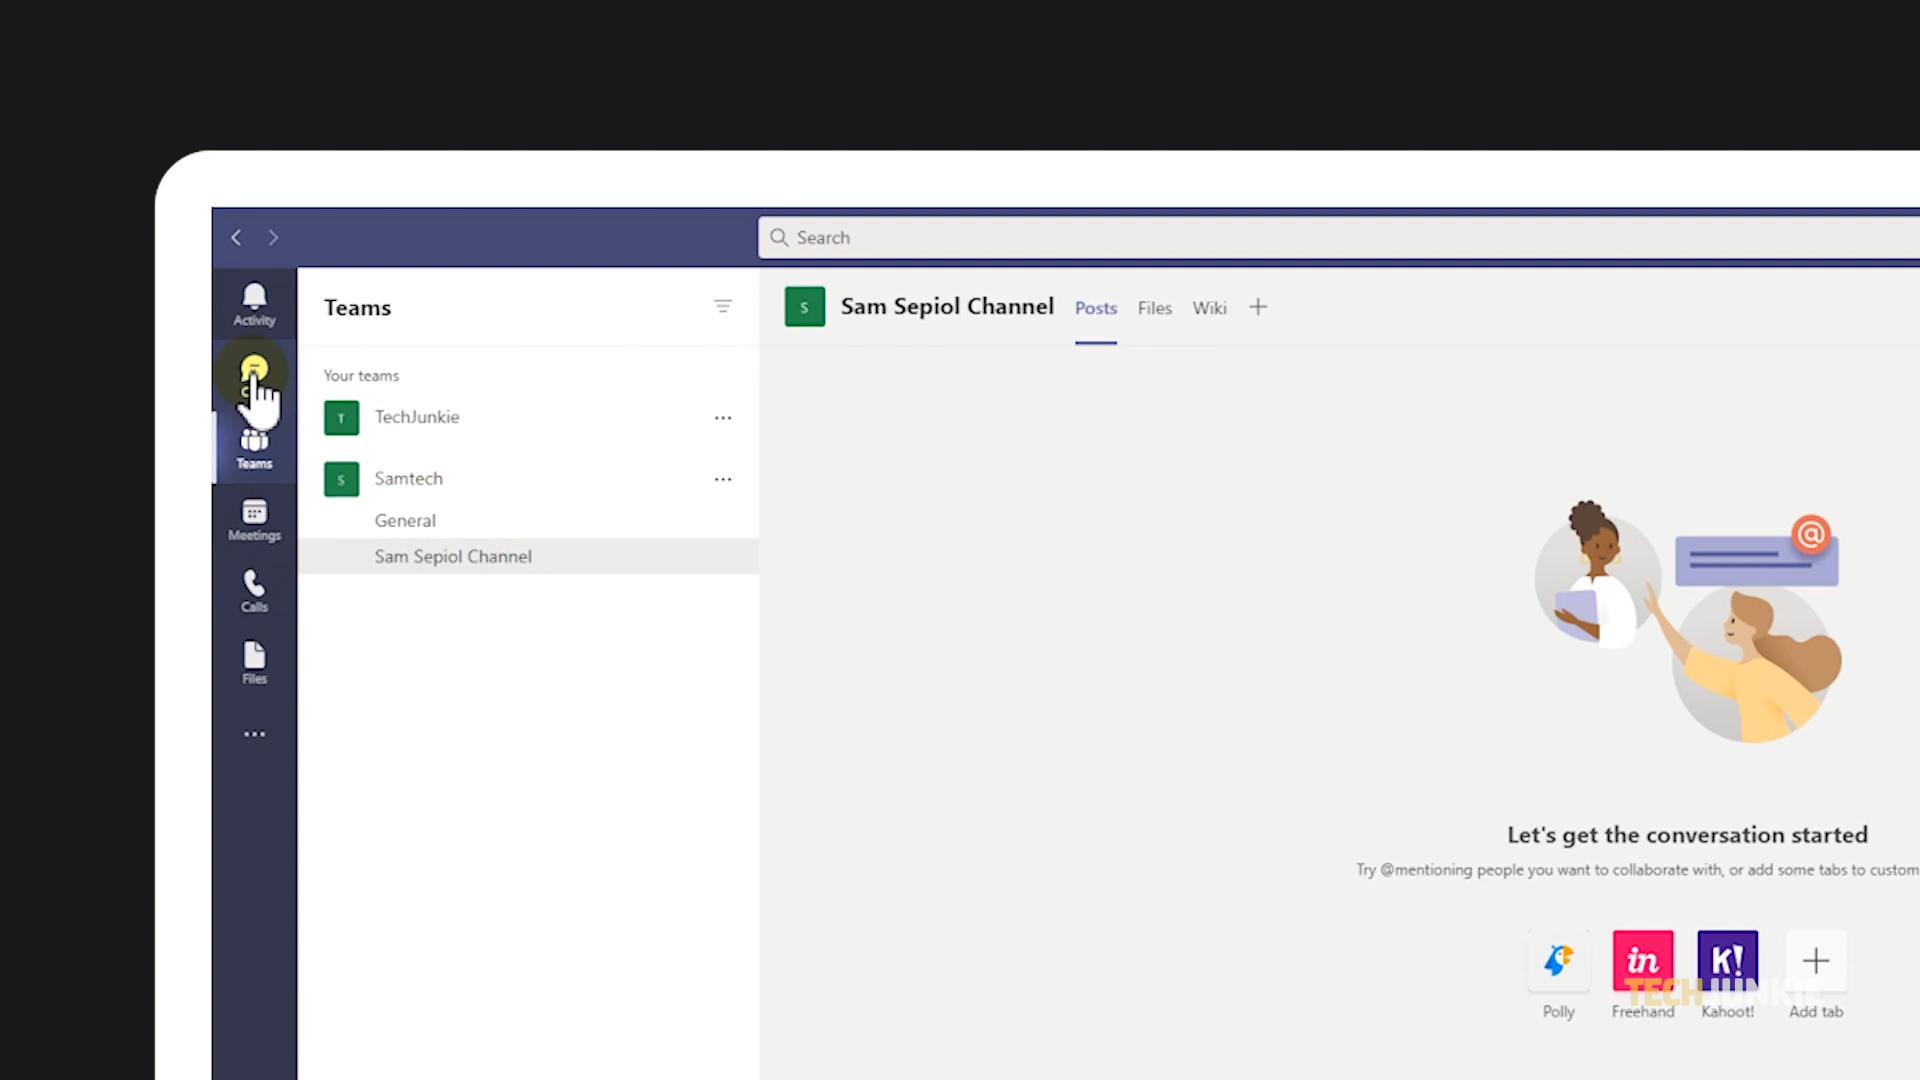 Search
Activity
Teams
Meetings
Calls
Files
Teams
Your teams
T TechJunkie
S Samtech
General
Sam Sepiol Channel
S Sam Sepiol Channel Posts Files Wiki
@
Let's get the conversation started
Try @mentioning people you want to collaborate with, or add some tabs to custom
in K!
TECHJUNKIE
Polly Freehand Kahoot! Add tab